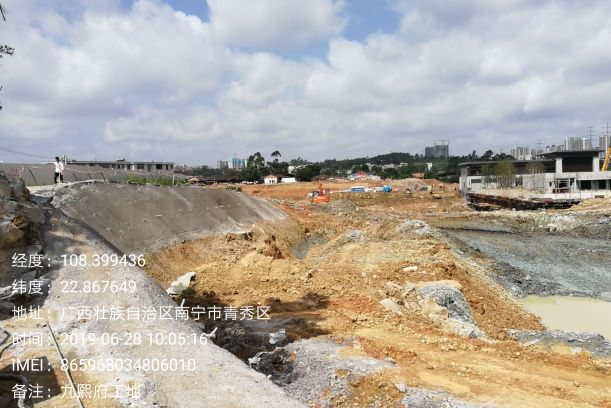 经度：108.399436
纬度：22.867649
地址：广西壮族自治区南宁市青秀区
时间：2019-06-28 10:05:16
IMEI：865968034806010
备注：九熙府工地